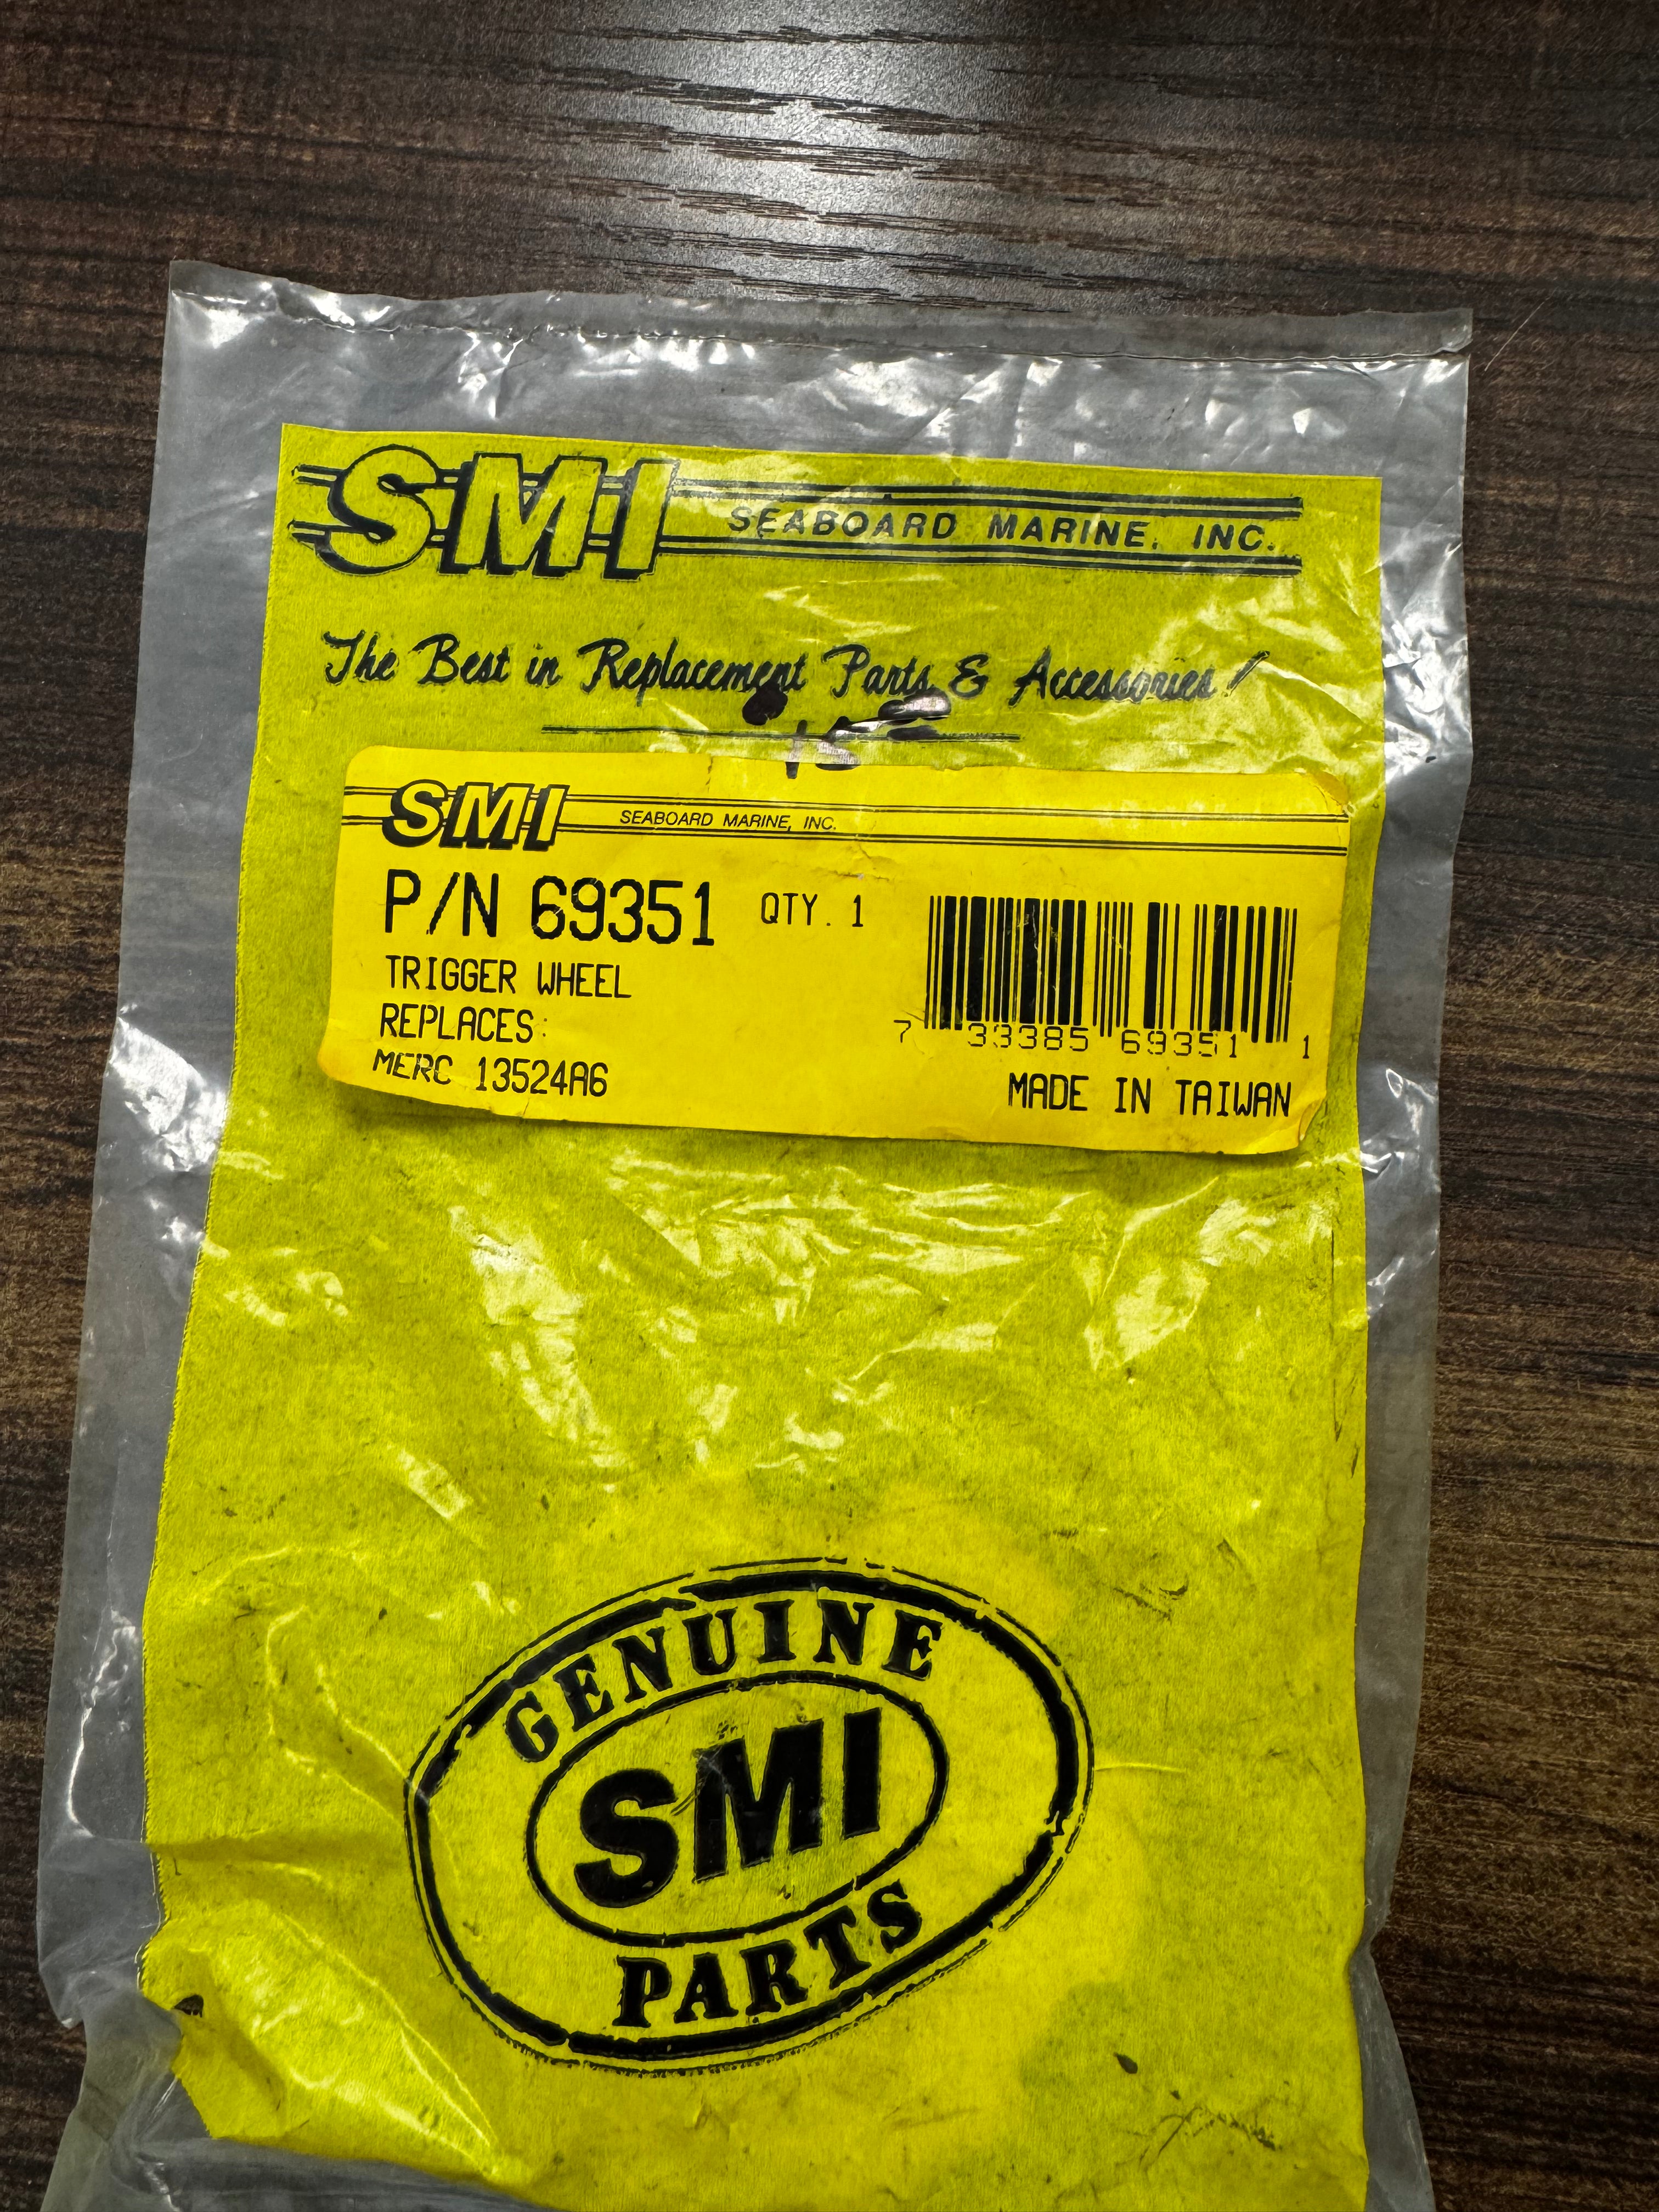 SMI SEABOARD MARINE, INC.
The Best in Replacement Parts & Accessories!
SMI SEABOARD MARINE, INC.
P/N 69351 QTY. 1
TRIGGER WHEEL
REPLACES:
MERC 13524A6
7 33385 69351 1
MADE IN TAIWAN
GENUINE
SMI
PARTS